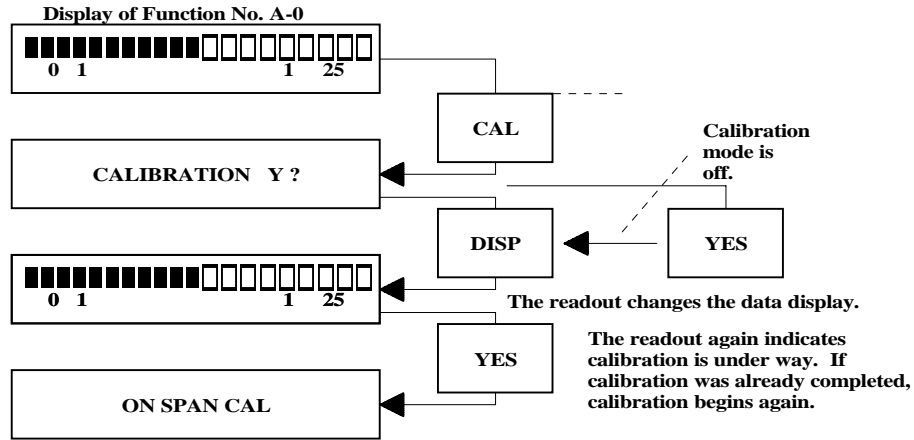 Display of Function No. A-0
0 1 1 25
CAL
Calibration
mode is
off.
CALIBRATION Y ?
DISP
YES
0 1 1 25
The readout changes the data display.
YES
The readout again indicates
calibration is under way. If
calibration was already completed,
calibration begins again.
ON SPAN CAL